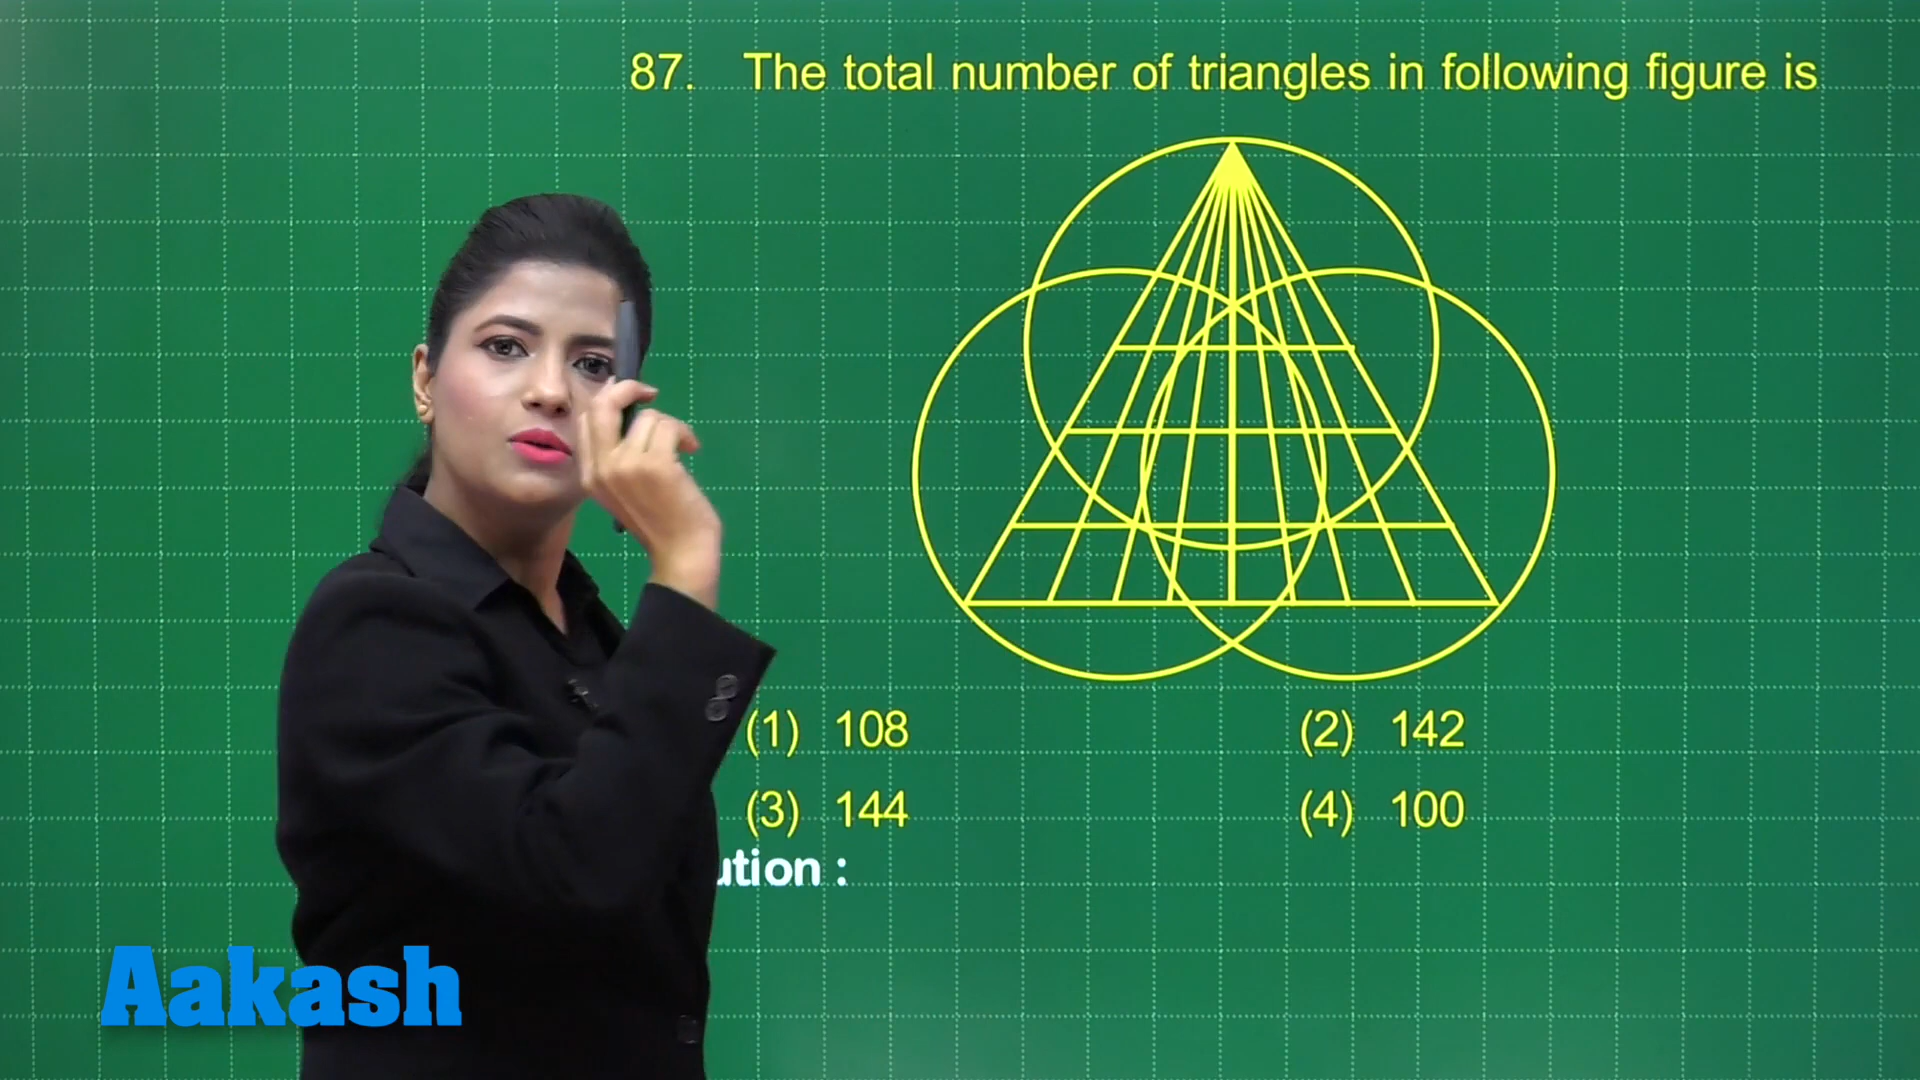 87. The total number of triangles in following figure is
(1) 108
(2) 142
(3) 144
(4) 100
ution :
Aakash